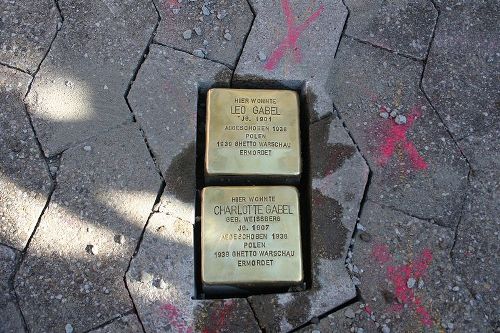 HIER WOHNTE
LEO GABEL
JG. 1901
ABGESCHOBEN 1938
POLEN
1939 GHETTO WARSCHAU
ERMORDET
HIER WOHNTE
CHARLOTTE GABEL
GEB. WEISSBERG
JG. 1907
ABGESCHOBEN 1938
POLEN
1939 GHETTO WARSCHAU
ERMORDET